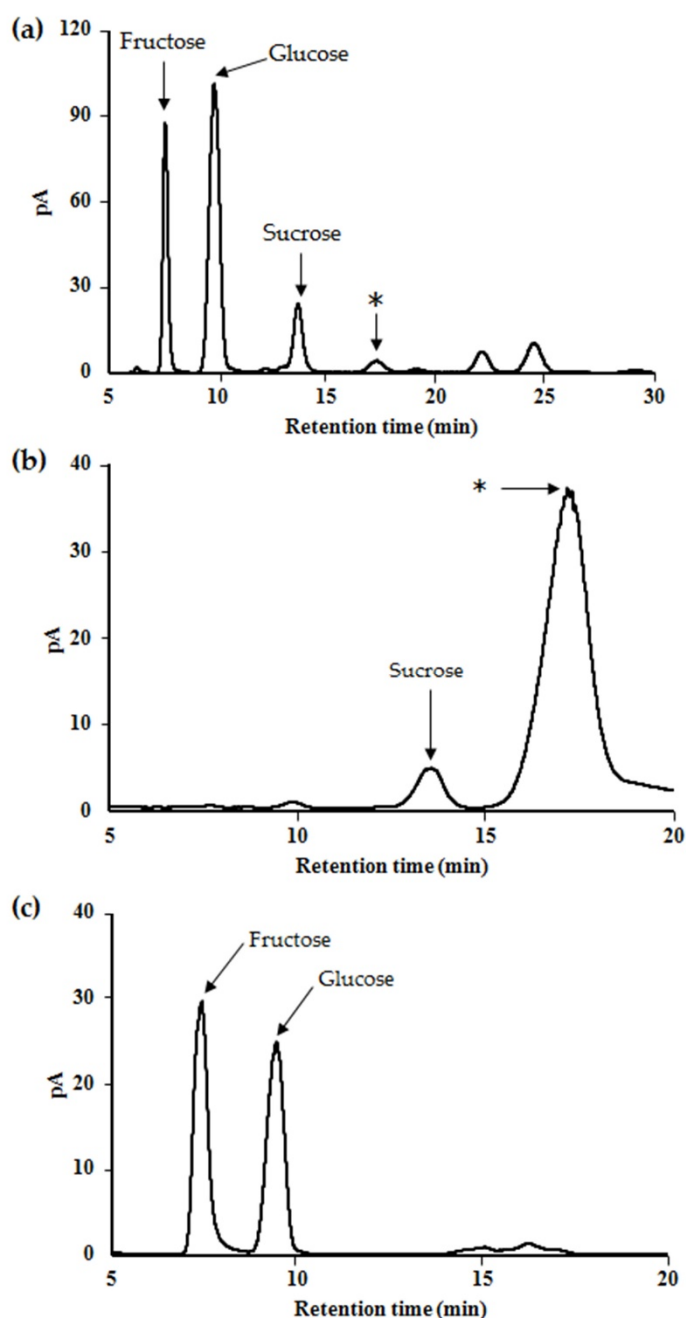 (a)
120
90
60
30
0
pA
Fructose
Glucose
Sucrose
*
5 10 15 20 25 30
Retention time (min)
(b)
40
30
20
10
0
pA
*
Sucrose
5 10 15 20
Retention time (min)
(c)
40
30
20
10
0
pA
Fructose
Glucose
5 10 15 20
Retention time (min)